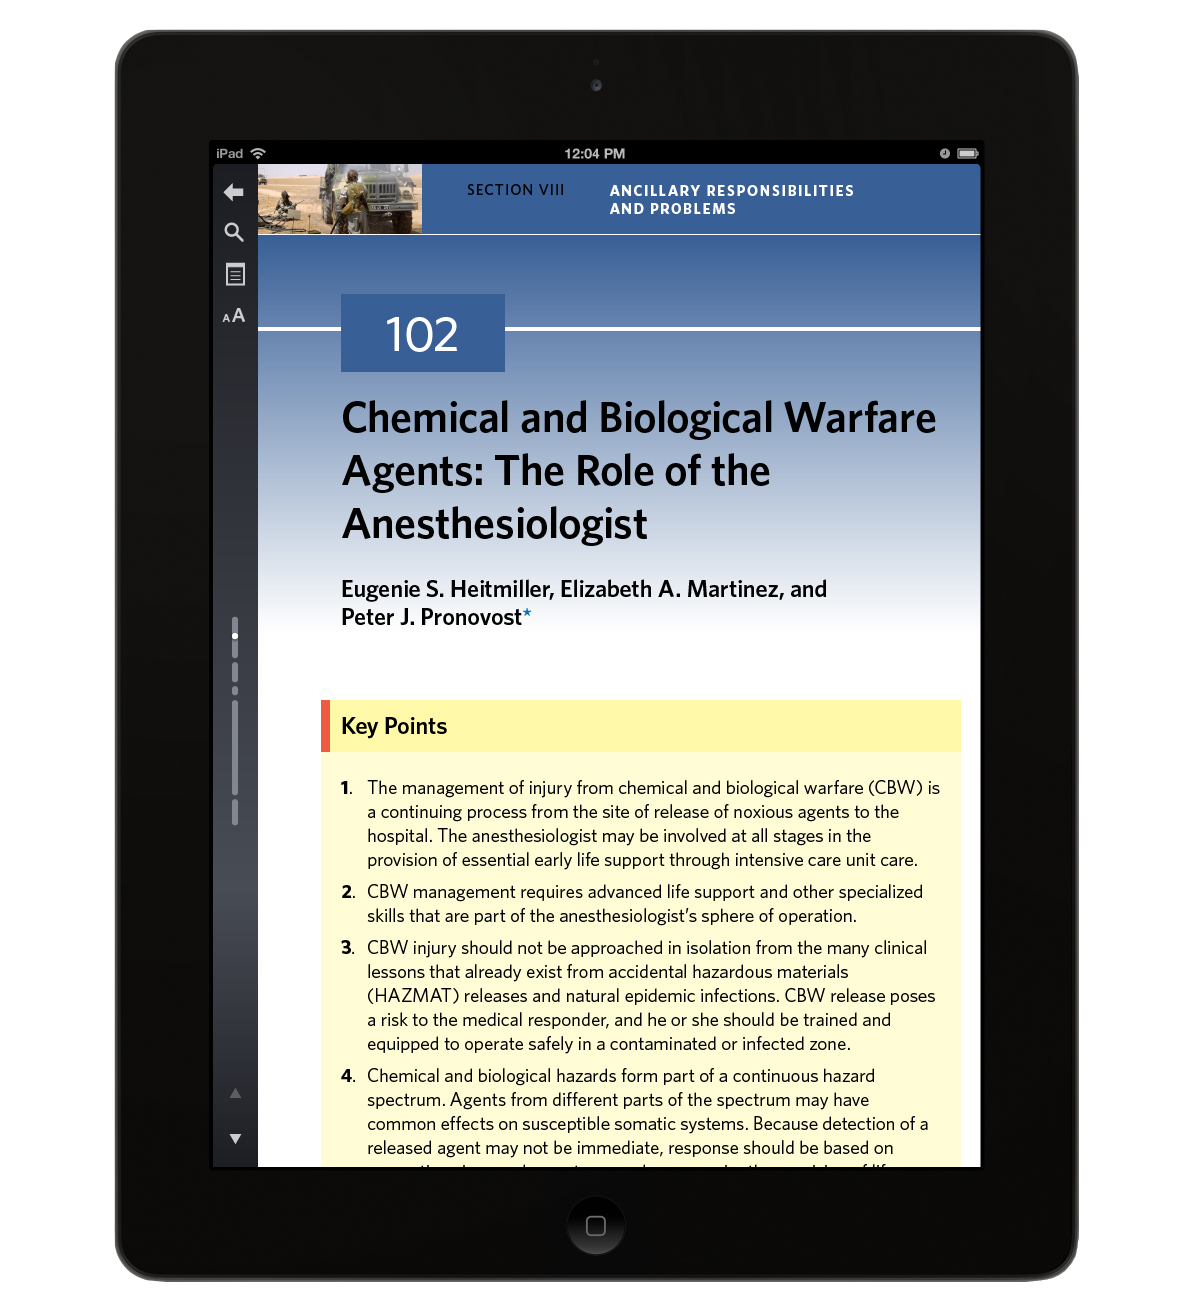 iPad
12:04 PM
SECTION VIII
ANCILLARY RESPONSIBILITIES
AND PROBLEMS
AA
102
Chemical and Biological Warfare
Agents: The Role of the
Anesthesiologist
Eugenie S. Heitmiller, Elizabeth A. Martinez, and
Peter J. Pronovost*
Key Points
1. The management of injury from chemical and biological warfare (CBW) is
a continuing process from the site of release of noxious agents to the
hospital. The anesthesiologist may be involved at all stages in the
provision of essential early life support through intensive care unit care.
2. CBW management requires advanced life support and other specialized
skills that are part of the anesthesiologist’s sphere of operation.
3. CBW injury should not be approached in isolation from the many clinical
lessons that already exist from accidental hazardous materials
(HAZMAT) releases and natural epidemic infections. CBW release poses
a risk to the medical responder, and he or she should be trained and
equipped to operate safely in a contaminated or infected zone.
4. Chemical and biological hazards form part of a continuous hazard
spectrum. Agents from different parts of the spectrum may have
common effects on susceptible somatic systems. Because detection of a
released agent may not be immediate, response should be based on